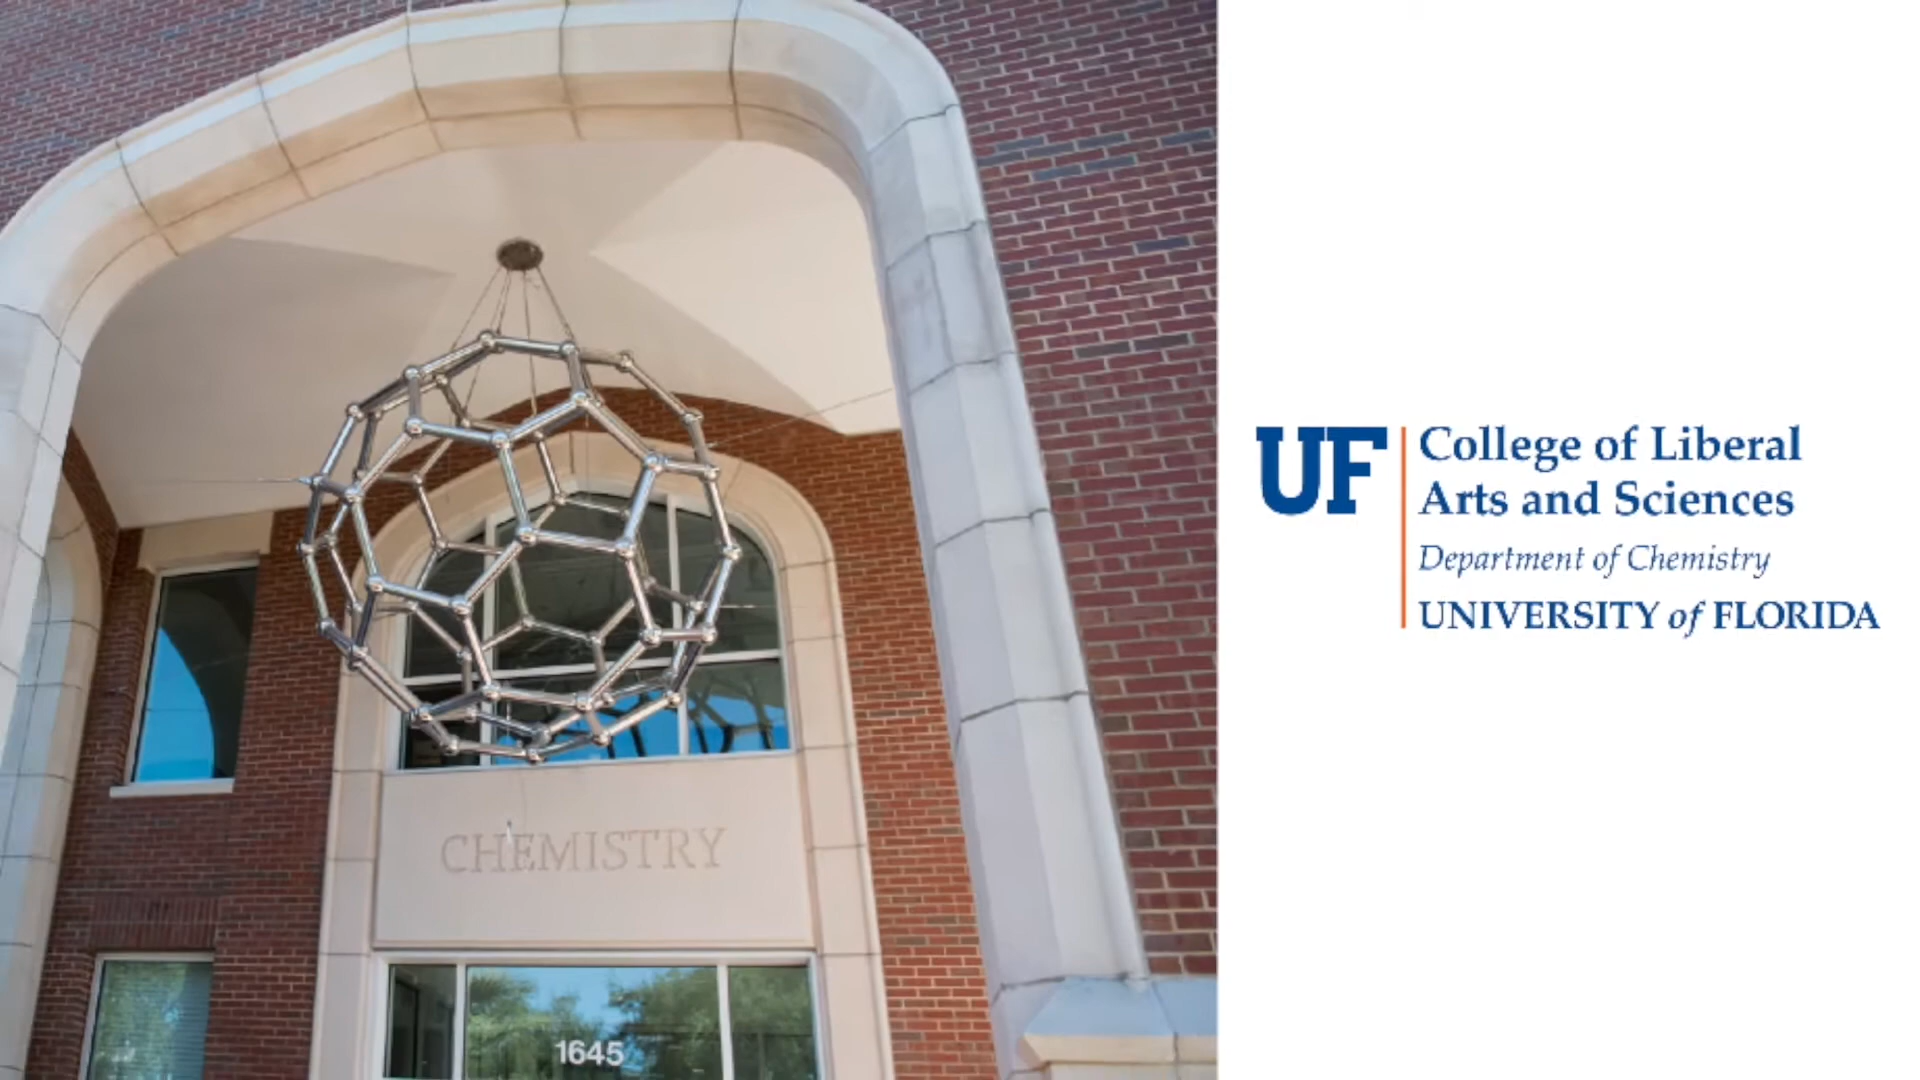 CHEMISTRY
1645
UF
College of Liberal
Arts and Sciences
Department of Chemistry
UNIVERSITY of FLORIDA